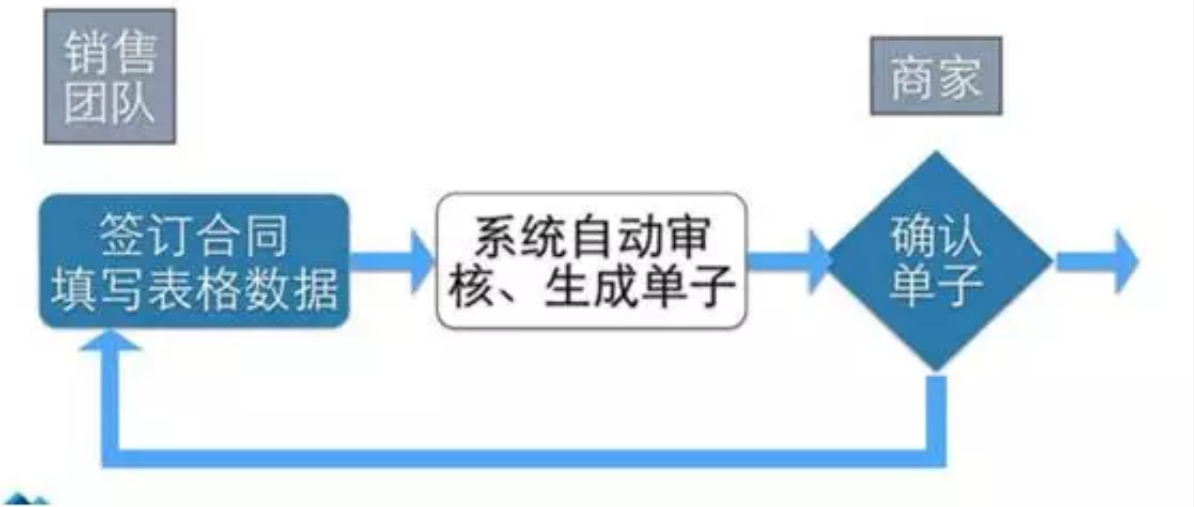 销售
团队
商家
签订合同
填写表格数据
系统自动审
核、生成单子
确认
单子